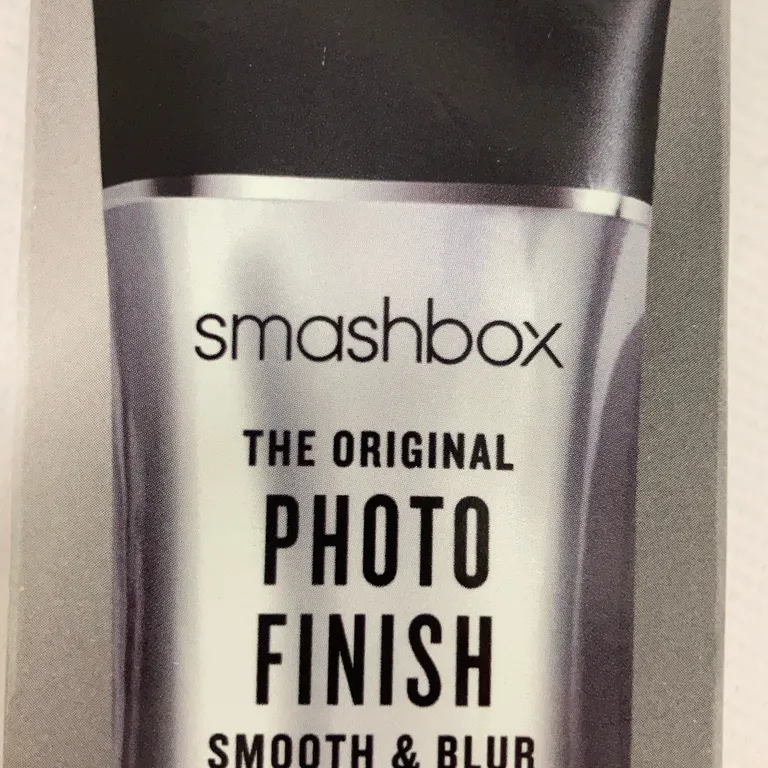 smashbox
THE ORIGINAL
PHOTO
FINISH
SMOOTH & BLUR